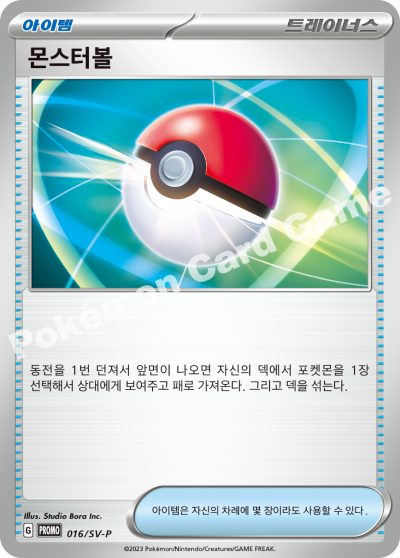 아이템 트레이너스
몬스터볼
Pokémon Card Game
동전을 1번 던져서 앞면이 나오면 자신의 덱에서 포켓몬을 1장
선택해서 상대에게 보여주고 패로 가져온다. 그리고 덱을 섞는다.
Illus. Studio Bora Inc.
G PROMO 016/SV-P
아이템은 자신의 차례에 몇 장이라도 사용할 수 있다.
©2023 Pokémon/Nintendo/Creatures/GAME FREAK.